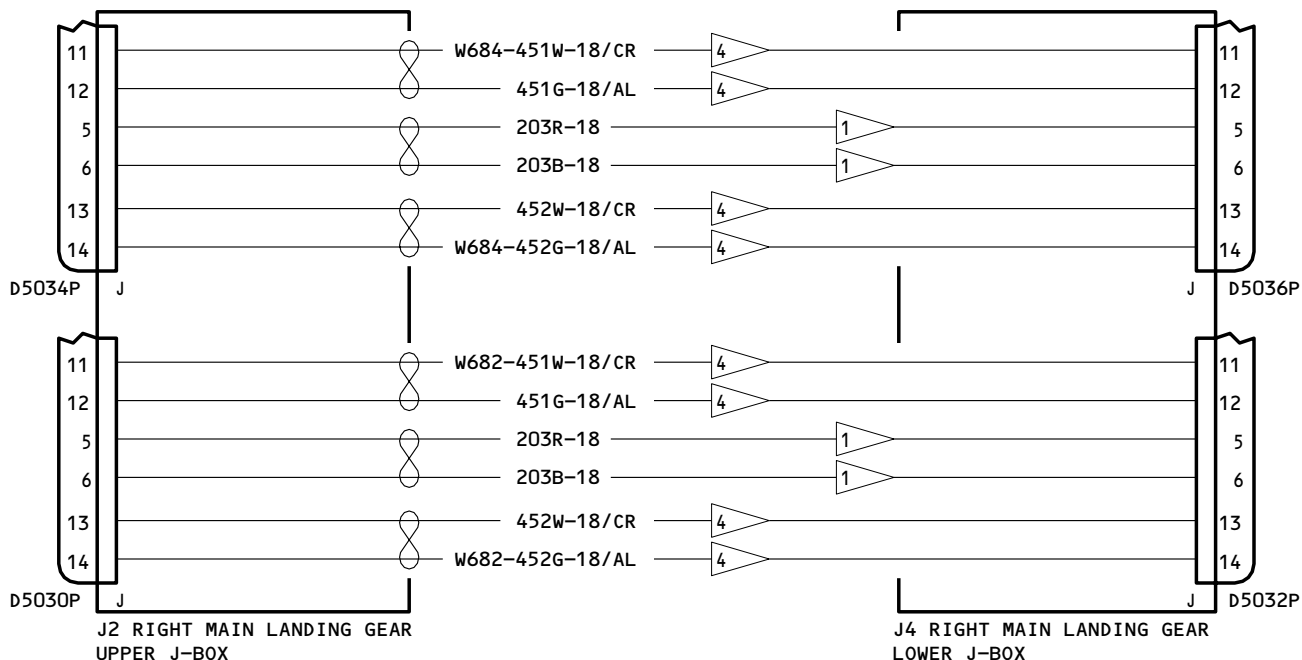 11 W684-451W-18/CR 4 11
12 451G-18/AL 4 12
5 203R-18 1 5
6 203B-18 1 6
13 452W-18/CR 4 13
14 W684-452G-18/AL 4 14
D5034P J J D5036P
11 W682-451W-18/CR 4 11
12 451G-18/AL 4 12
5 203R-18 1 5
6 203B-18 1 6
13 452W-18/CR 4 13
14 W682-452G-18/AL 4 14
D5030P J J D5032P
J2 RIGHT MAIN LANDING GEAR
UPPER J-BOX
J4 RIGHT MAIN LANDING GEAR
LOWER J-BOX